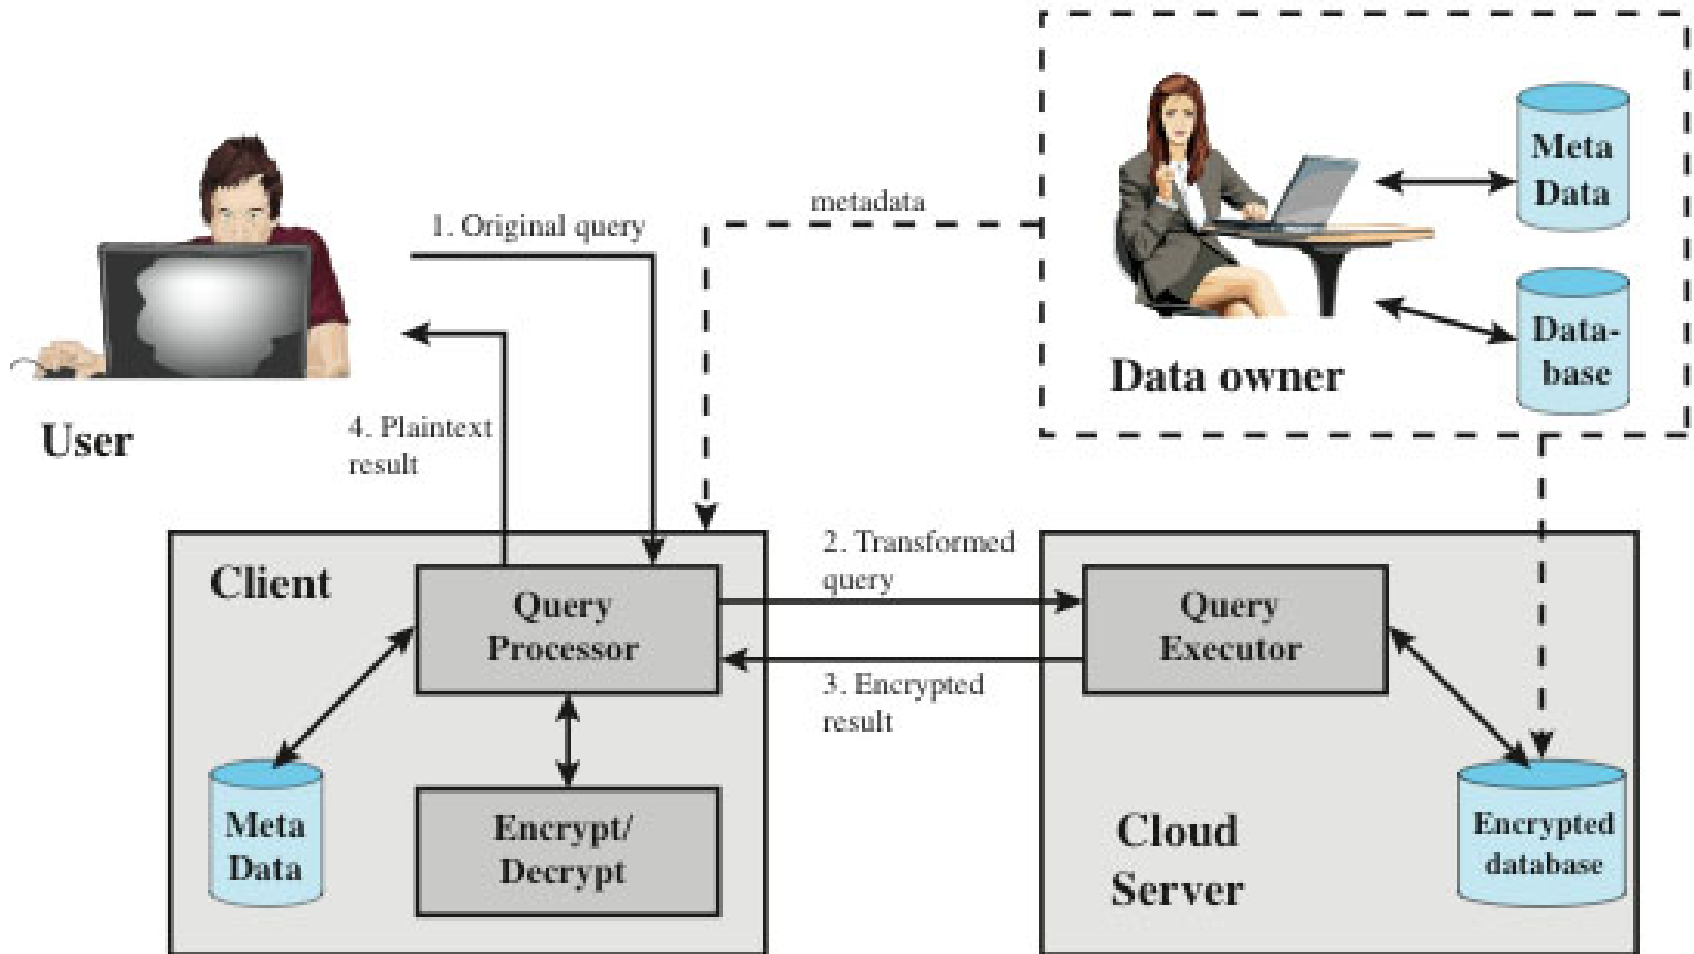 Meta
Data
metadata
1. Original query
Data-
base
Data owner
User
4. Plaintext
result
Client
2. Transformed
query
Query
Processor
Query
Executor
3. Encrypted
result
Meta
Data
Encrypt/
Decrypt
Cloud
Server
Encrypted
database